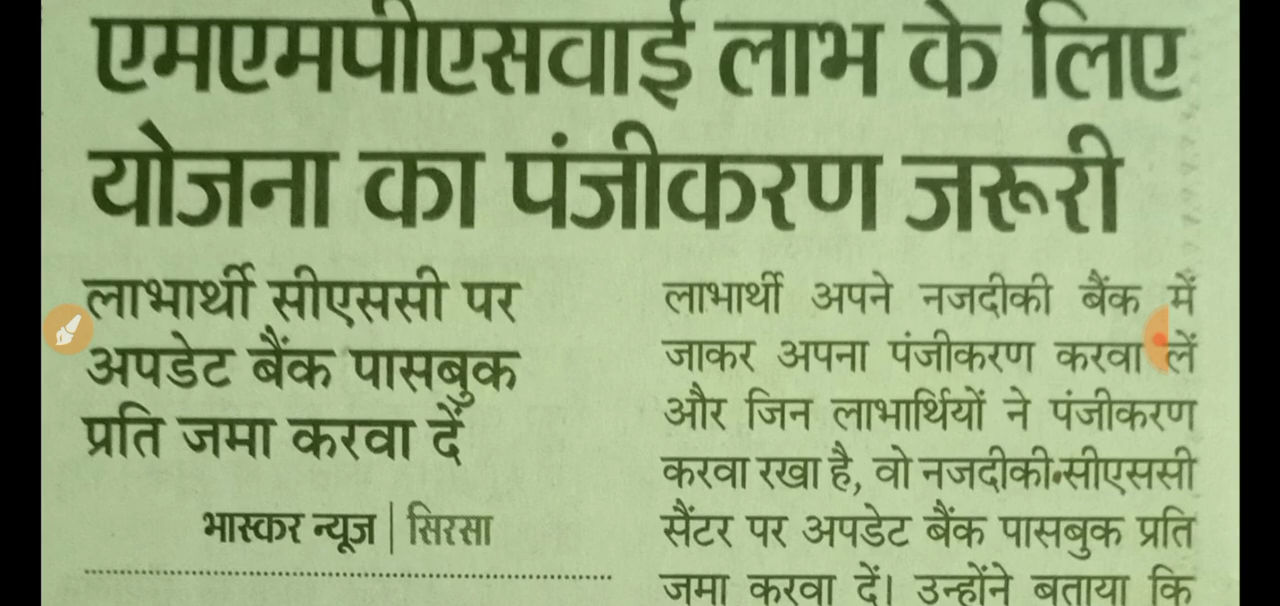 एमएमपीएसवाई लाभ के लिए
योजना का पंजीकरण जरूरी
लाभार्थी सीएससी पर
अपडेट बैंक पासबुक
प्रति जमा करवा दें
भास्कर न्यूज | सिरसा
लाभार्थी अपने नजदीकी बैंक में
जाकर अपना पंजीकरण करवा लें
और जिन लाभार्थियों ने पंजीकरण
करवा रखा है, वो नजदीकी सीएससी
सैंटर पर अपडेट बैंक पासबुक प्रति
जमा करवा दें। उन्होंने बताया कि